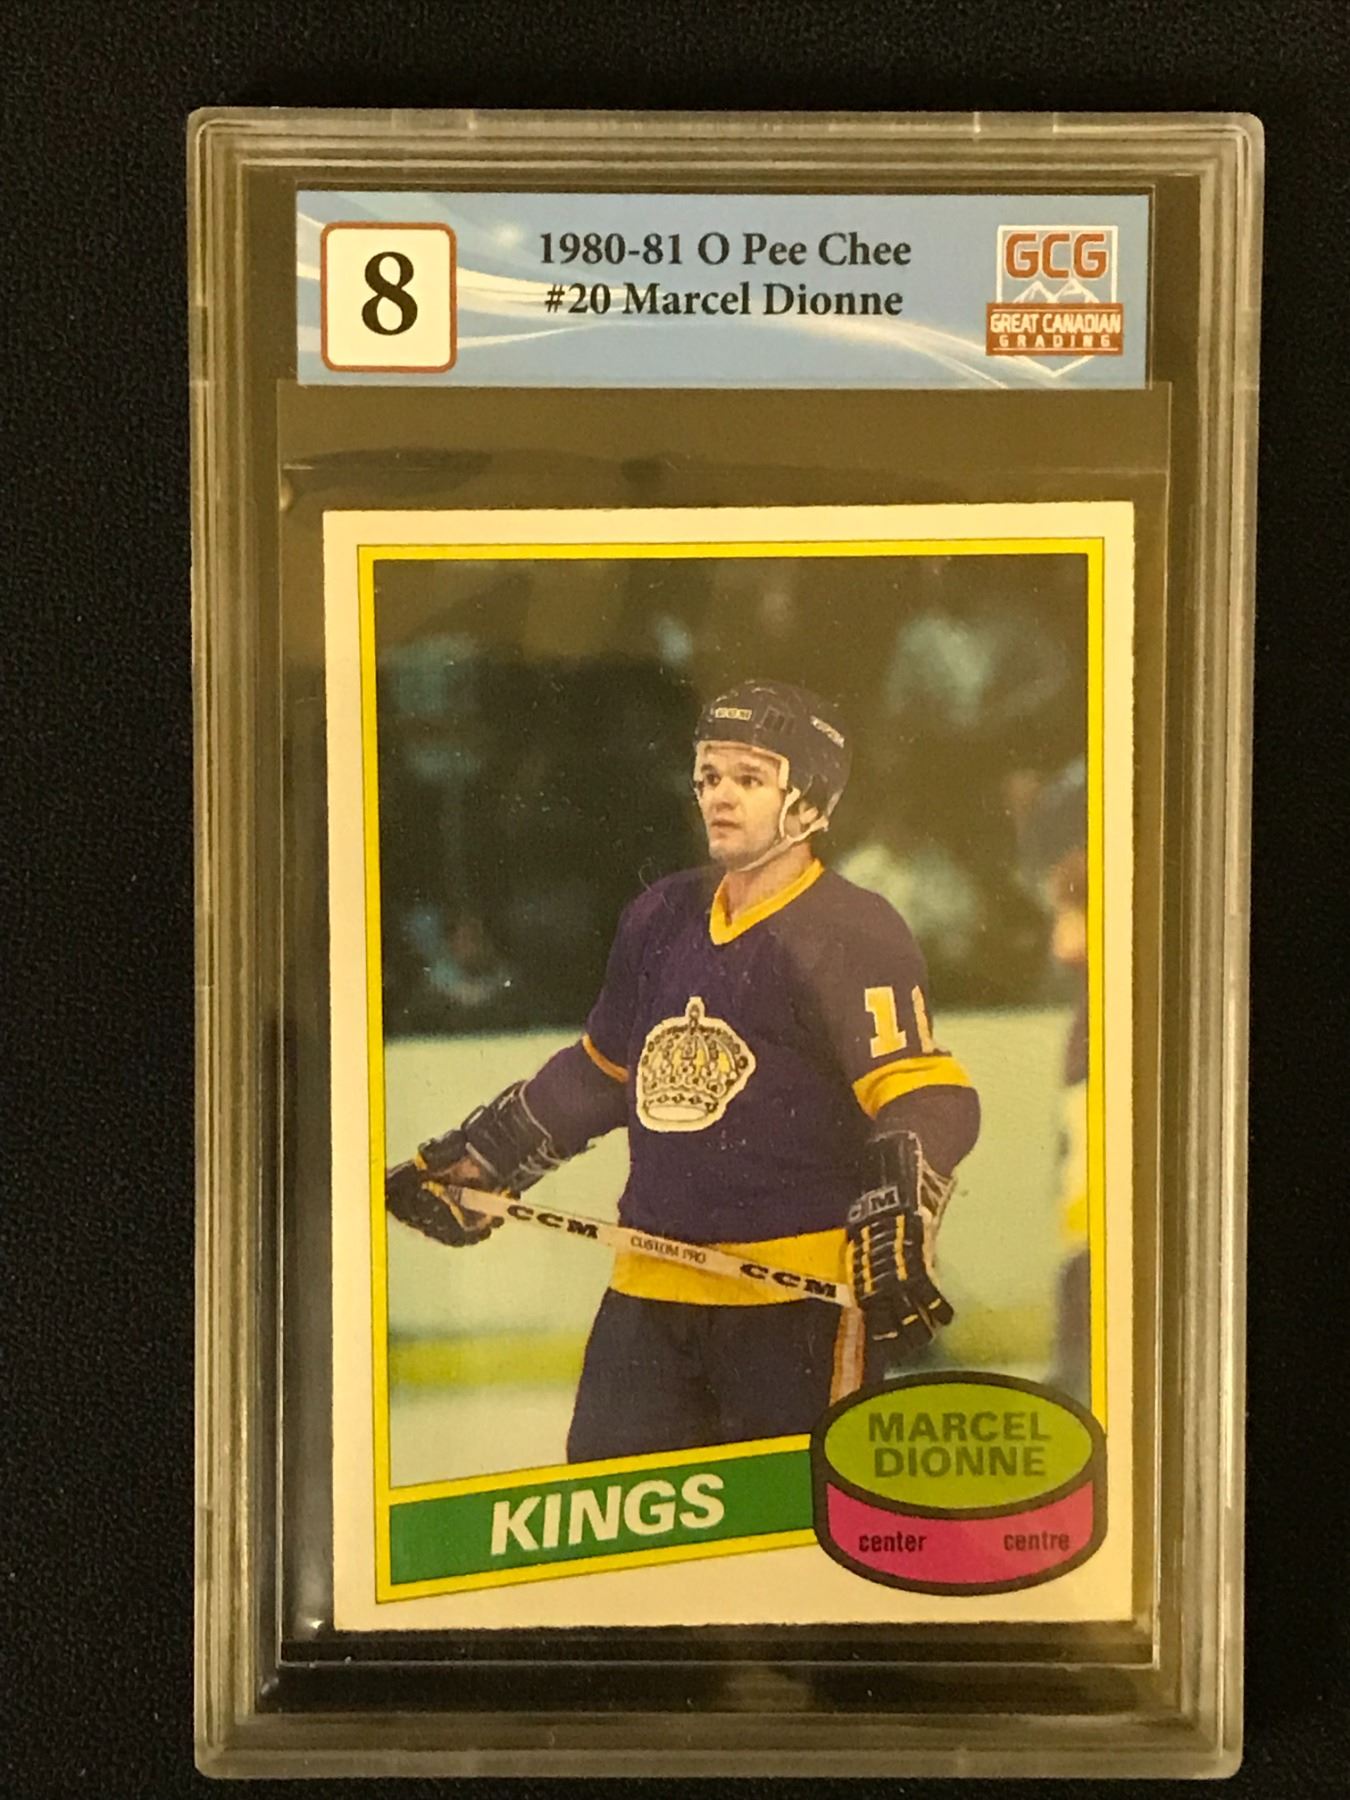 8
1980-81 O Pee Chee
#20 Marcel Dionne
GCG
GREAT CANADIAN
GRADING
CCM
CUSTOM PRO
CCM
MARCEL
DIONNE
KINGS
center centre